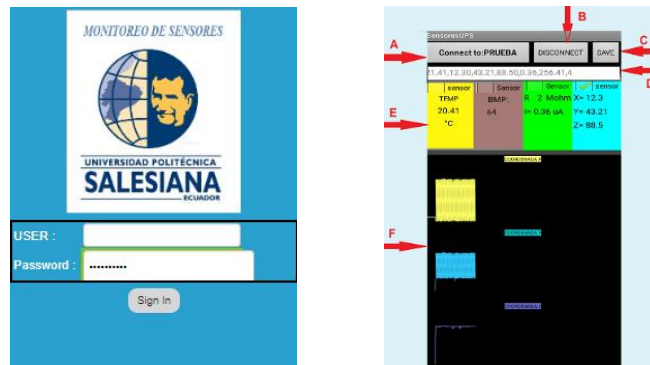 MONITOREO DE SENSORES
UNIVERSIDAD POLITÉCNICA
SALESIANA
ECUADOR
USER :
Password :
Sign In
B
SensoresUPS
A
Connect to:PRUEBA
DISCONNECT
SAVE
C
1.41,12.30,43.21,88.50,0.36,256.41,4
D
sensor
Sensor
Sensor
sensor
E
TEMP
20.41
°C
BMP:
64
R 2 Mohm
I= 0.36 uA
X= 12.3
Y= 43.21
Z= 88.5
F